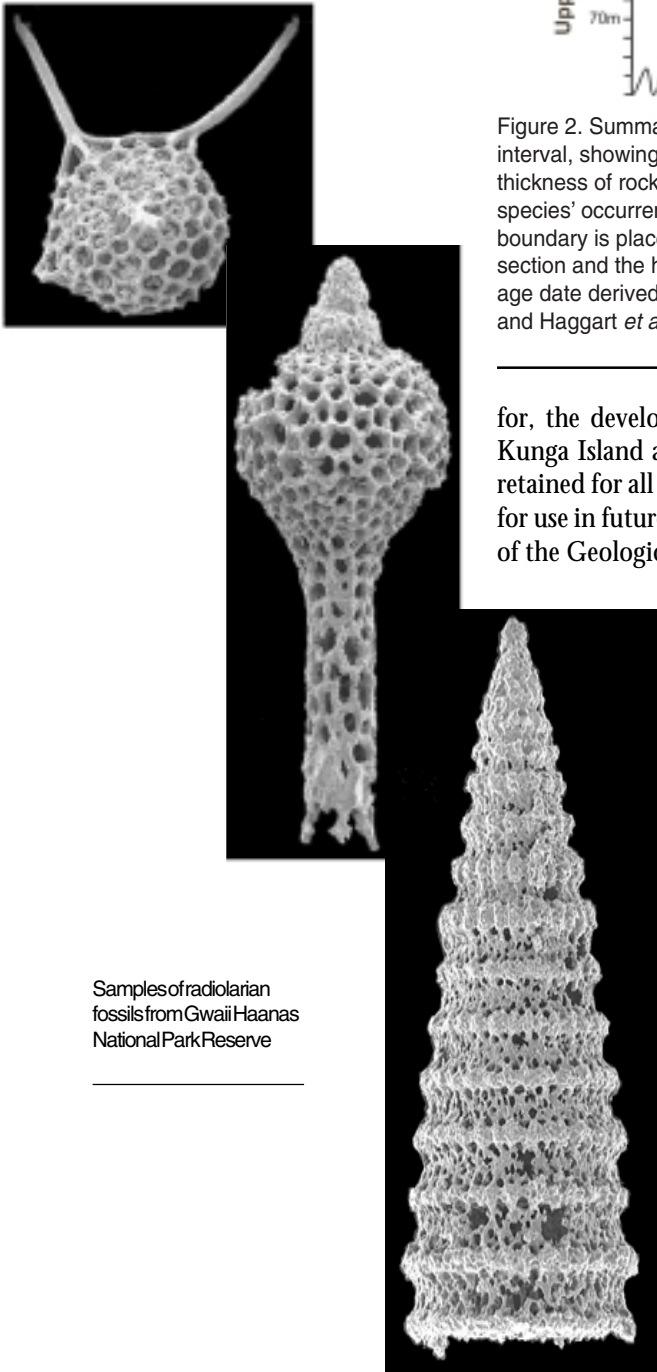 Upp
70m
Figure 2. Summa
interval, showing
thickness of rock
species’ occurren
boundary is place
section and the h
age date derived
and Haggart et a
for, the develo
Kunga Island a
retained for all
for use in futur
of the Geologic
Samples of radiolarian
fossils from Gwaii Haanas
National Park Reserve